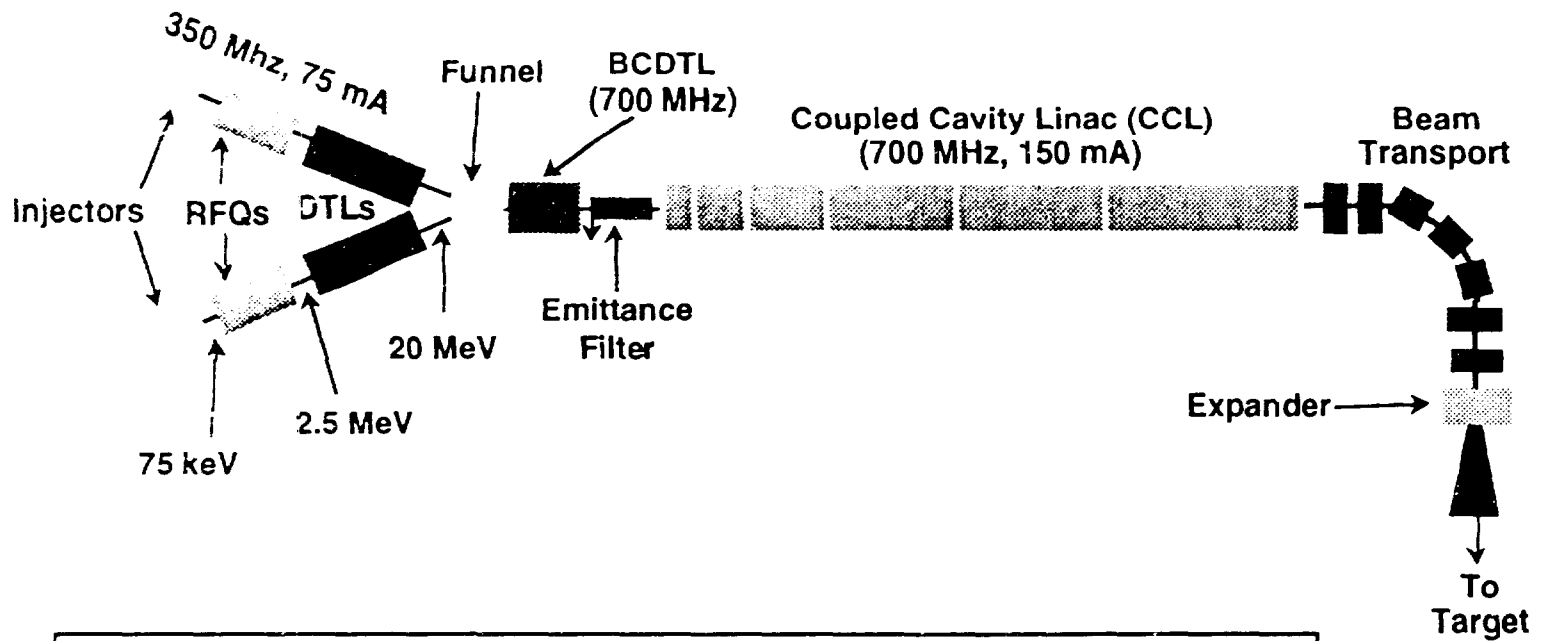 350 Mhz, 75 mA
Funnel
BCDTL
(700 MHz)
Coupled Cavity Linac (CCL)
(700 MHz, 150 mA)
Beam
Transport
Injectors
RFQs
DTLs
Emittance
Filter
20 MeV
2.5 MeV
75 keV
Expander
To
Target